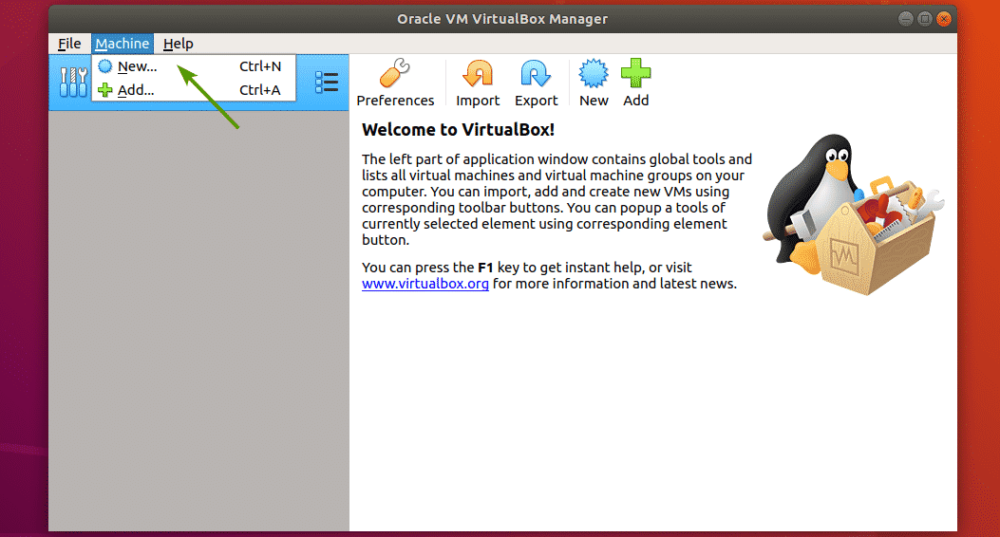 Oracle VM VirtualBox Manager
File Machine Help
New... Ctrl+N
Add... Ctrl+A
Preferences Import Export New Add
Welcome to VirtualBox!
The left part of application window contains global tools and
lists all virtual machines and virtual machine groups on your
computer. You can import, add and create new VMs using
corresponding toolbar buttons. You can popup a tools of
currently selected element using corresponding element
button.
You can press the F1 key to get instant help, or visit
www.virtualbox.org for more information and latest news.